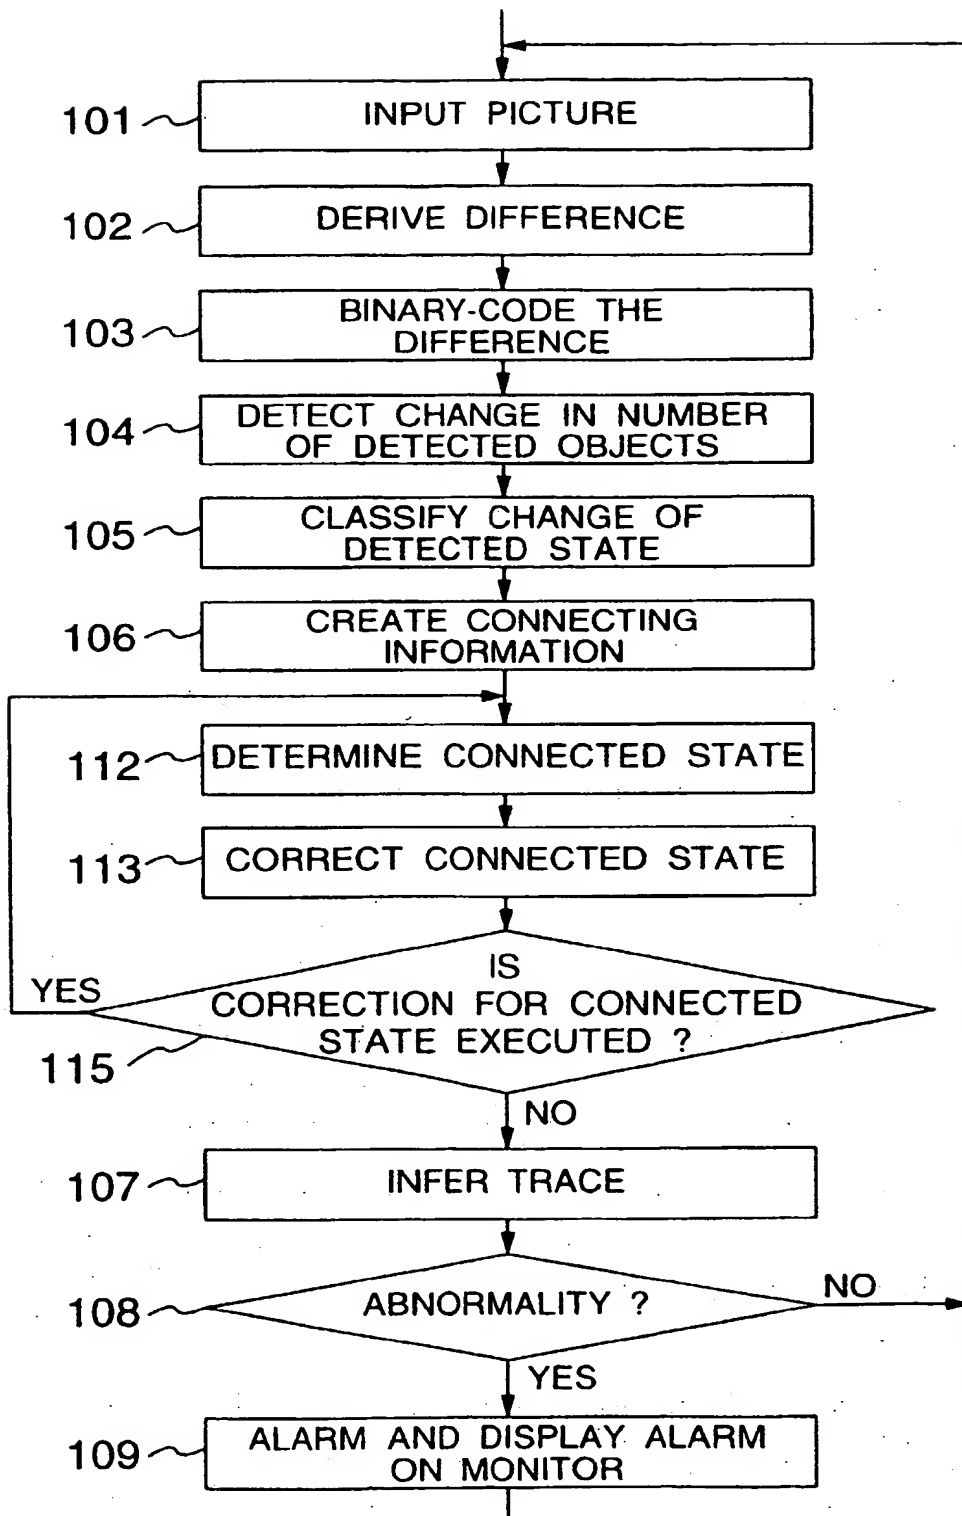 101
INPUT PICTURE
102
DERIVE DIFFERENCE
103
BINARY-CODE THE
DIFFERENCE
104
DETECT CHANGE IN NUMBER
OF DETECTED OBJECTS
105
CLASSIFY CHANGE OF
DETECTED STATE
106
CREATE CONNECTING
INFORMATION
112
DETERMINE CONNECTED STATE
113
CORRECT CONNECTED STATE
YES
IS
CORRECTION FOR CONNECTED
STATE EXECUTED ?
115
NO
107
INFER TRACE
108
ABNORMALITY ?
NO
YES
109
ALARM AND DISPLAY ALARM
ON MONITOR